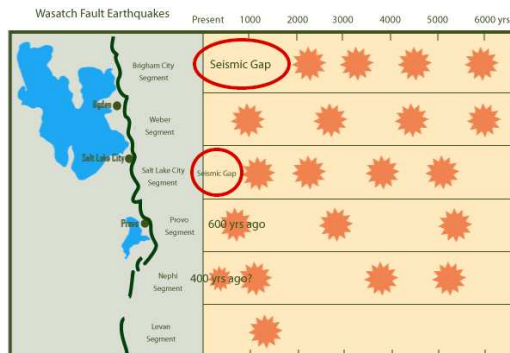 Wasatch Fault Earthquakes
Present 1000 2000 3000 4000 5000 6000 yrs
Brigham City
Segment
Seismic Gap
Ogden
Weber
Segment
Salt Lake City
Salt Lake City
Segment
Seismic Gap
Provo
Provo
Segment
600 yrs ago
Nephi
Segment
400 yrs ago?
Levan
Segment